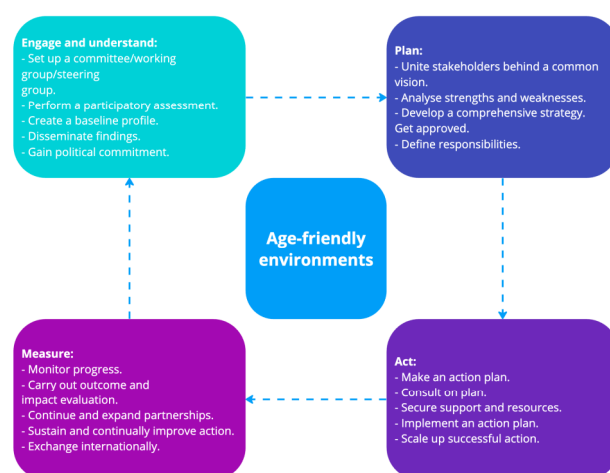 Engage and understand:
- Set up a committee/working
group/steering
group.
- Perform a participatory assessment.
- Create a baseline profile.
- Disseminate findings.
- Gain political commitment.
Plan:
- Unite stakeholders behind a common
vision.
- Analyse strengths and weaknesses.
- Develop a comprehensive strategy.
Get approved.
- Define responsibilities.
Age-friendly
environments
Measure:
- Monitor progress.
- Carry out outcome and
impact evaluation.
- Continue and expand partnerships.
- Sustain and continually improve action.
- Exchange internationally.
Act:
- Make an action plan.
- Consult on plan.
- Secure support and resources.
- Implement an action plan.
- Scale up successful action.